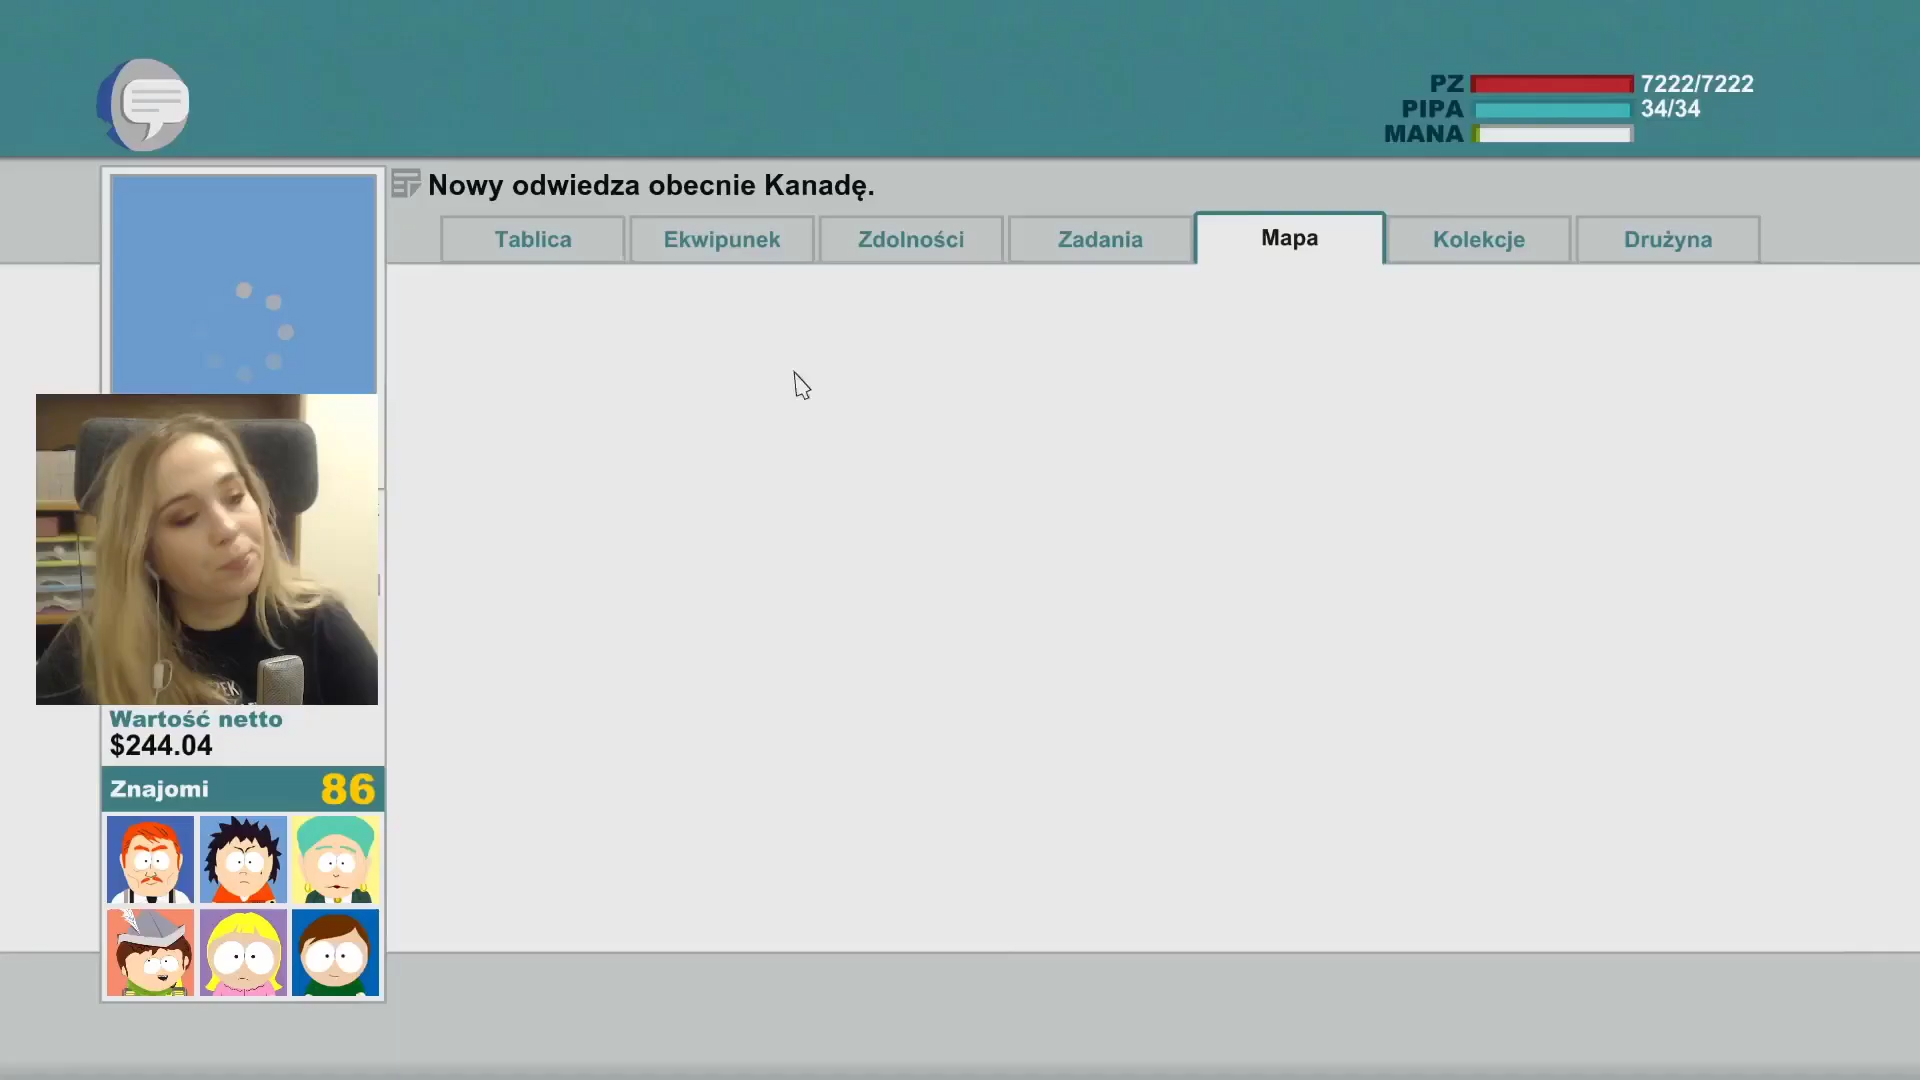 PZ 7222/7222
PIPA 34/34
MANA
Nowy odwiedza obecnie Kanadę.
Tablica Ekwipunek Zdolności Zadania Mapa Kolekcje Drużyna
Wartość netto
$244.04
Znajomi 86